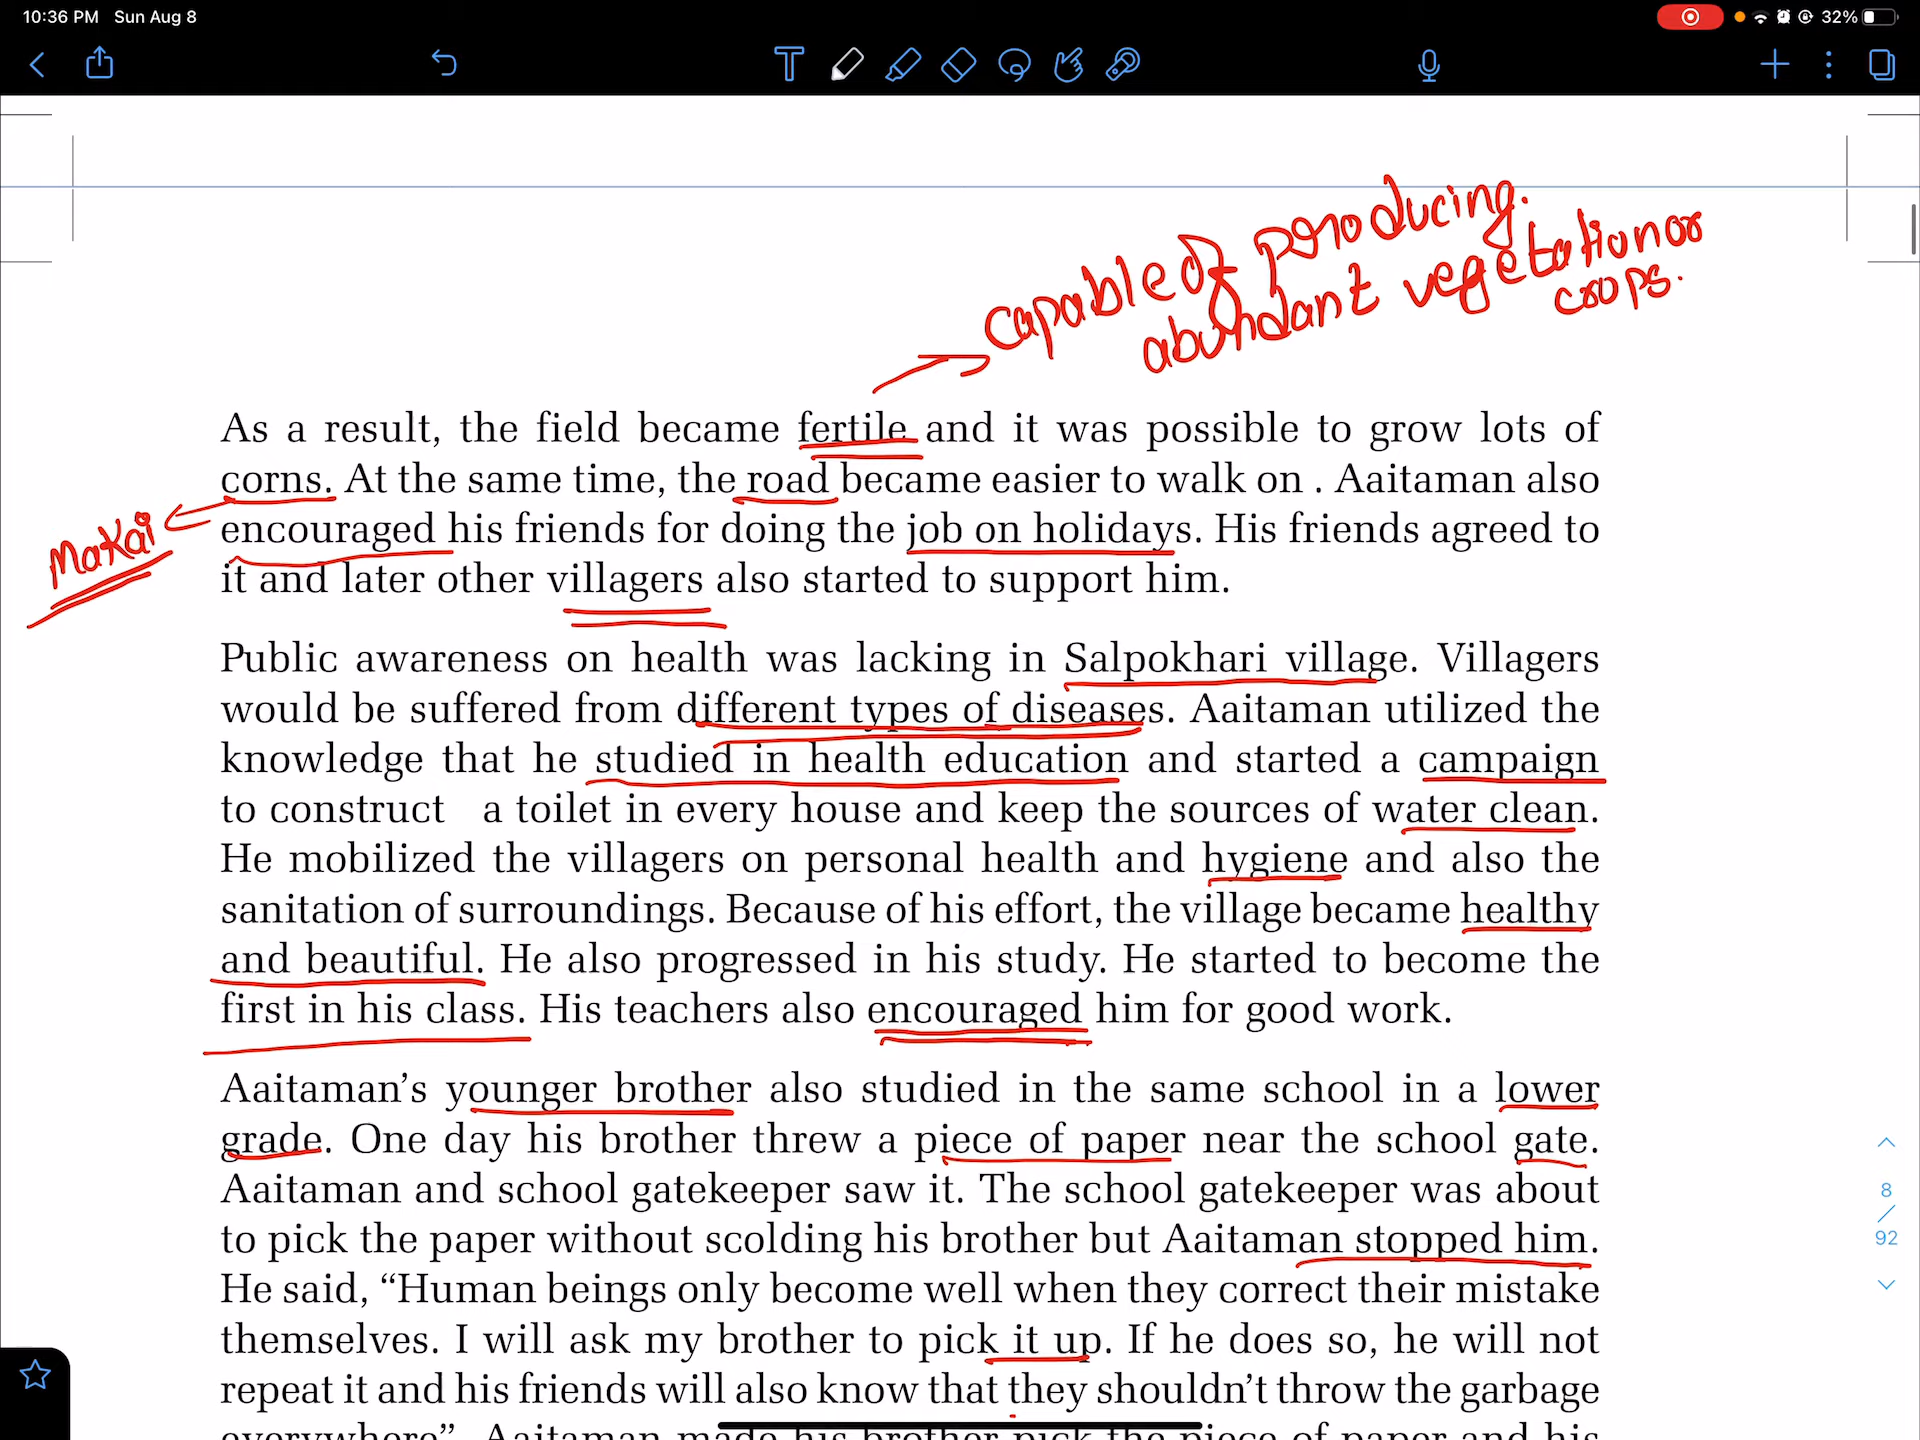 10:36 PM Sun Aug 8
32%
capable of producing.
abundant vegetation or
crops.
As a result, the field became fertile and it was possible to grow lots of
corns. At the same time, the road became easier to walk on . Aaitaman also
encouraged his friends for doing the job on holidays. His friends agreed to
Makai
it and later other villagers also started to support him.
Public awareness on health was lacking in Salpokhari village. Villagers
would be suffered from different types of diseases. Aaitaman utilized the
knowledge that he studied in health education and started a campaign
to construct a toilet in every house and keep the sources of water clean.
He mobilized the villagers on personal health and hygiene and also the
sanitation of surroundings. Because of his effort, the village became healthy
and beautiful. He also progressed in his study. He started to become the
first in his class. His teachers also encouraged him for good work.
Aaitaman’s younger brother also studied in the same school in a lower
grade. One day his brother threw a piece of paper near the school gate.
Aaitaman and school gatekeeper saw it. The school gatekeeper was about
to pick the paper without scolding his brother but Aaitaman stopped him.
He said, “Human beings only become well when they correct their mistake
themselves. I will ask my brother to pick it up. If he does so, he will not
repeat it and his friends will also know that they shouldn’t throw the garbage
everywhere”. Aaitaman made his brother pick the piece of paper and his
8
/
92